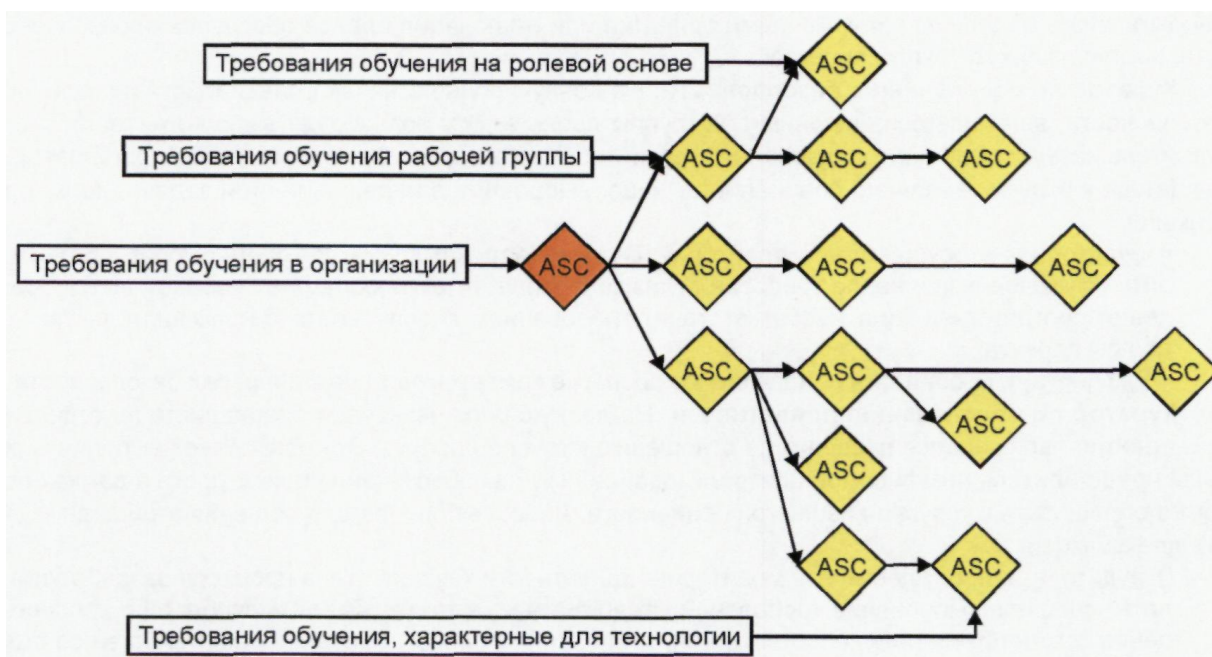 Требования обучения на ролевой основе
ASC
Требования обучения рабочей группы
ASC
ASC
ASC
Требования обучения в организации
ASC
ASC
ASC
ASC
ASC
ASC
ASC
ASC
ASC
ASC
ASC
Требования обучения, характерные для технологии